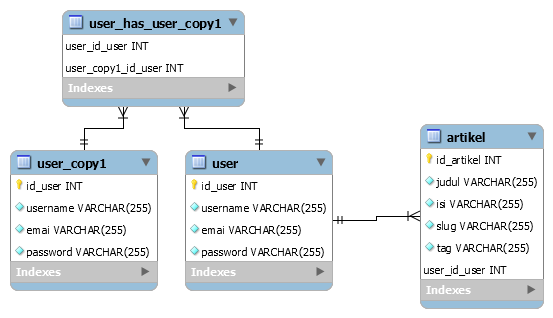 user_has_user_copy1
user_id_user INT
user_copy1_id_user INT
Indexes
user_copy1
id_user INT
username VARCHAR(255)
emai VARCHAR(255)
password VARCHAR(255)
Indexes
user
id_user INT
username VARCHAR(255)
emai VARCHAR(255)
password VARCHAR(255)
Indexes
artikel
id_artikel INT
judul VARCHAR(255)
isi VARCHAR(255)
slug VARCHAR(255)
tag VARCHAR(255)
user_id_user INT
Indexes